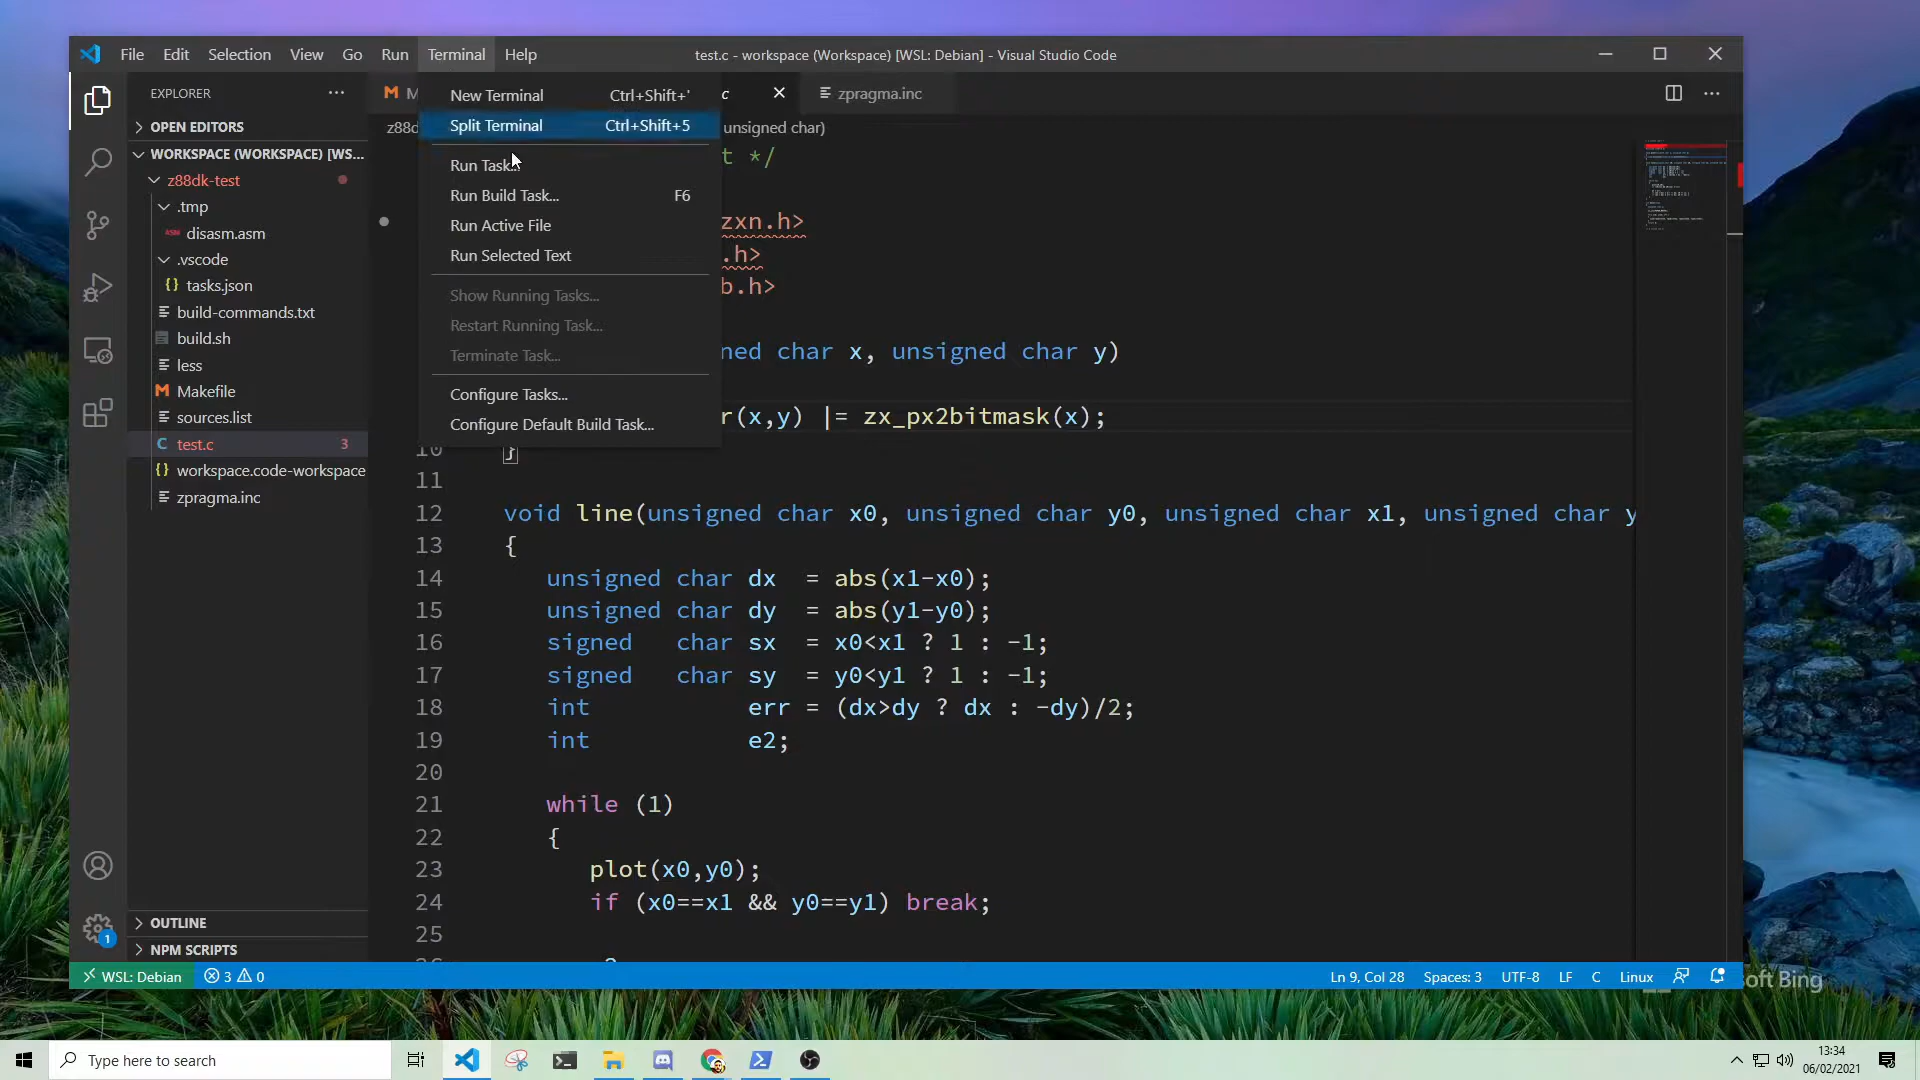 File Edit Selection View Go Run Terminal Help
test.c - workspace (Workspace) [WSL: Debian] - Visual Studio Code
EXPLORER
OPEN EDITORS
WORKSPACE (WORKSPACE) [WS...
z88dk-test
.tmp
ASM disasm.asm
.vscode
{} tasks.json
build-commands.txt
build.sh
less
M Makefile
sources.list
C test.c 3
{} workspace.code-workspace
zpragma.inc
OUTLINE
NPM SCRIPTS
M M
c
zpragma.inc
z88d
unsigned char)
New Terminal Ctrl+Shift+'
Split Terminal Ctrl+Shift+5
Run Task...
Run Build Task... F6
Run Active File
Run Selected Text
Show Running Tasks...
Restart Running Task...
Terminate Task...
Configure Tasks...
Configure Default Build Task...
t */
zxn.h>
.h>
b.h>
ned char x, unsigned char y)
r(x,y) |= zx_px2bitmask(x);
10 }
11
12 void line(unsigned char x0, unsigned char y0, unsigned char x1, unsigned char y
13 {
14 unsigned char dx = abs(x1-x0);
15 unsigned char dy = abs(y1-y0);
16 signed char sx = x0<x1 ? 1 : -1;
17 signed char sy = y0<y1 ? 1 : -1;
18 int err = (dx>dy ? dx : -dy)/2;
19 int e2;
20
21 while (1)
22 {
23 plot(x0,y0);
24 if (x0==x1 && y0==y1) break;
25
1
WSL: Debian 3 0
Ln 9, Col 28 Spaces: 3 UTF-8 LF C Linux
soft Bing
Type here to search
13:34
06/02/2021